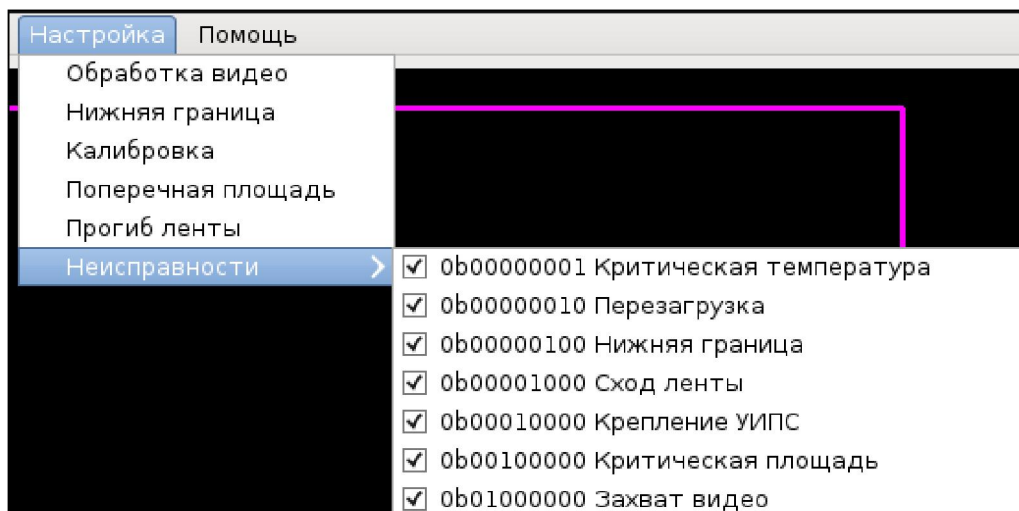 Настройка Помощь
Обработка видео
Нижняя граница
Калибровка
Поперечная площадь
Прогиб ленты
Неисправности
0b00000001 Критическая температура
0b00000010 Перезагрузка
0b00000100 Нижняя граница
0b00001000 Сход ленты
0b00010000 Крепление УИПС
0b00100000 Критическая площадь
0b01000000 Захват видео